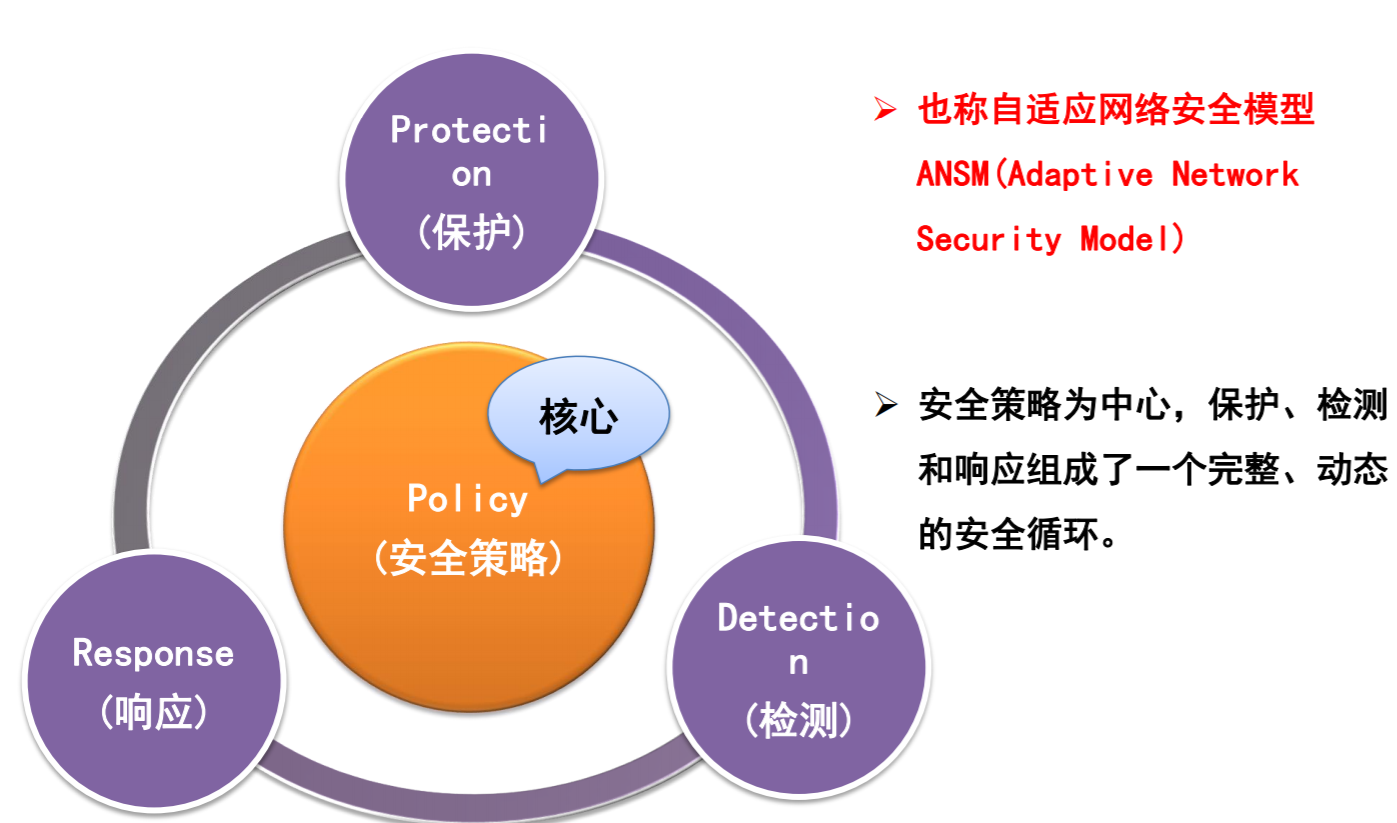 Protecti
on
(保护)
核心
Policy
(安全策略)
Response
(响应)
Detectio
n
(检测)
➢ 也称自适应网络安全模型
ANSM(Adaptive Network
Security Model)
➢ 安全策略为中心，保护、检测
和响应组成了一个完整、动态
的安全循环。